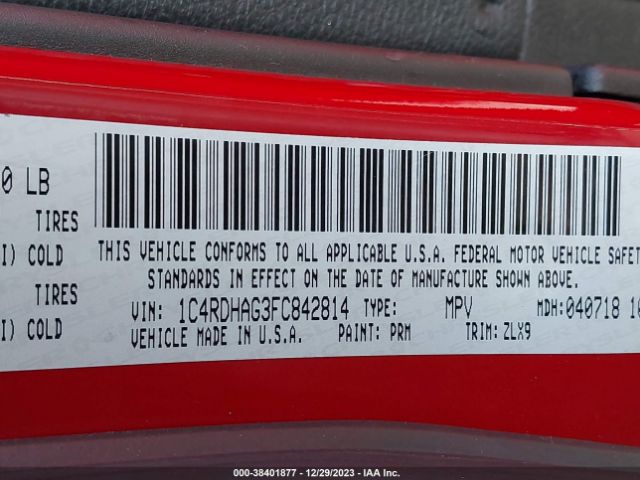 0 LB
TIRES
I) COLD
TIRES
I) COLD
THIS VEHICLE CONFORMS TO ALL APPLICABLE U.S.A. FEDERAL MOTOR VEHICLE SAFET
STANDARDS IN EFFECT ON THE DATE OF MANUFACTURE SHOWN ABOVE.
VIN: 1C4RDHAG3FC842814 TYPE: MPV MDH:040718 10
VEHICLE MADE IN U.S.A. PAINT: PRM TRIM: ZLX9
000-38401877 - 12/29/2023 - IAA Inc.